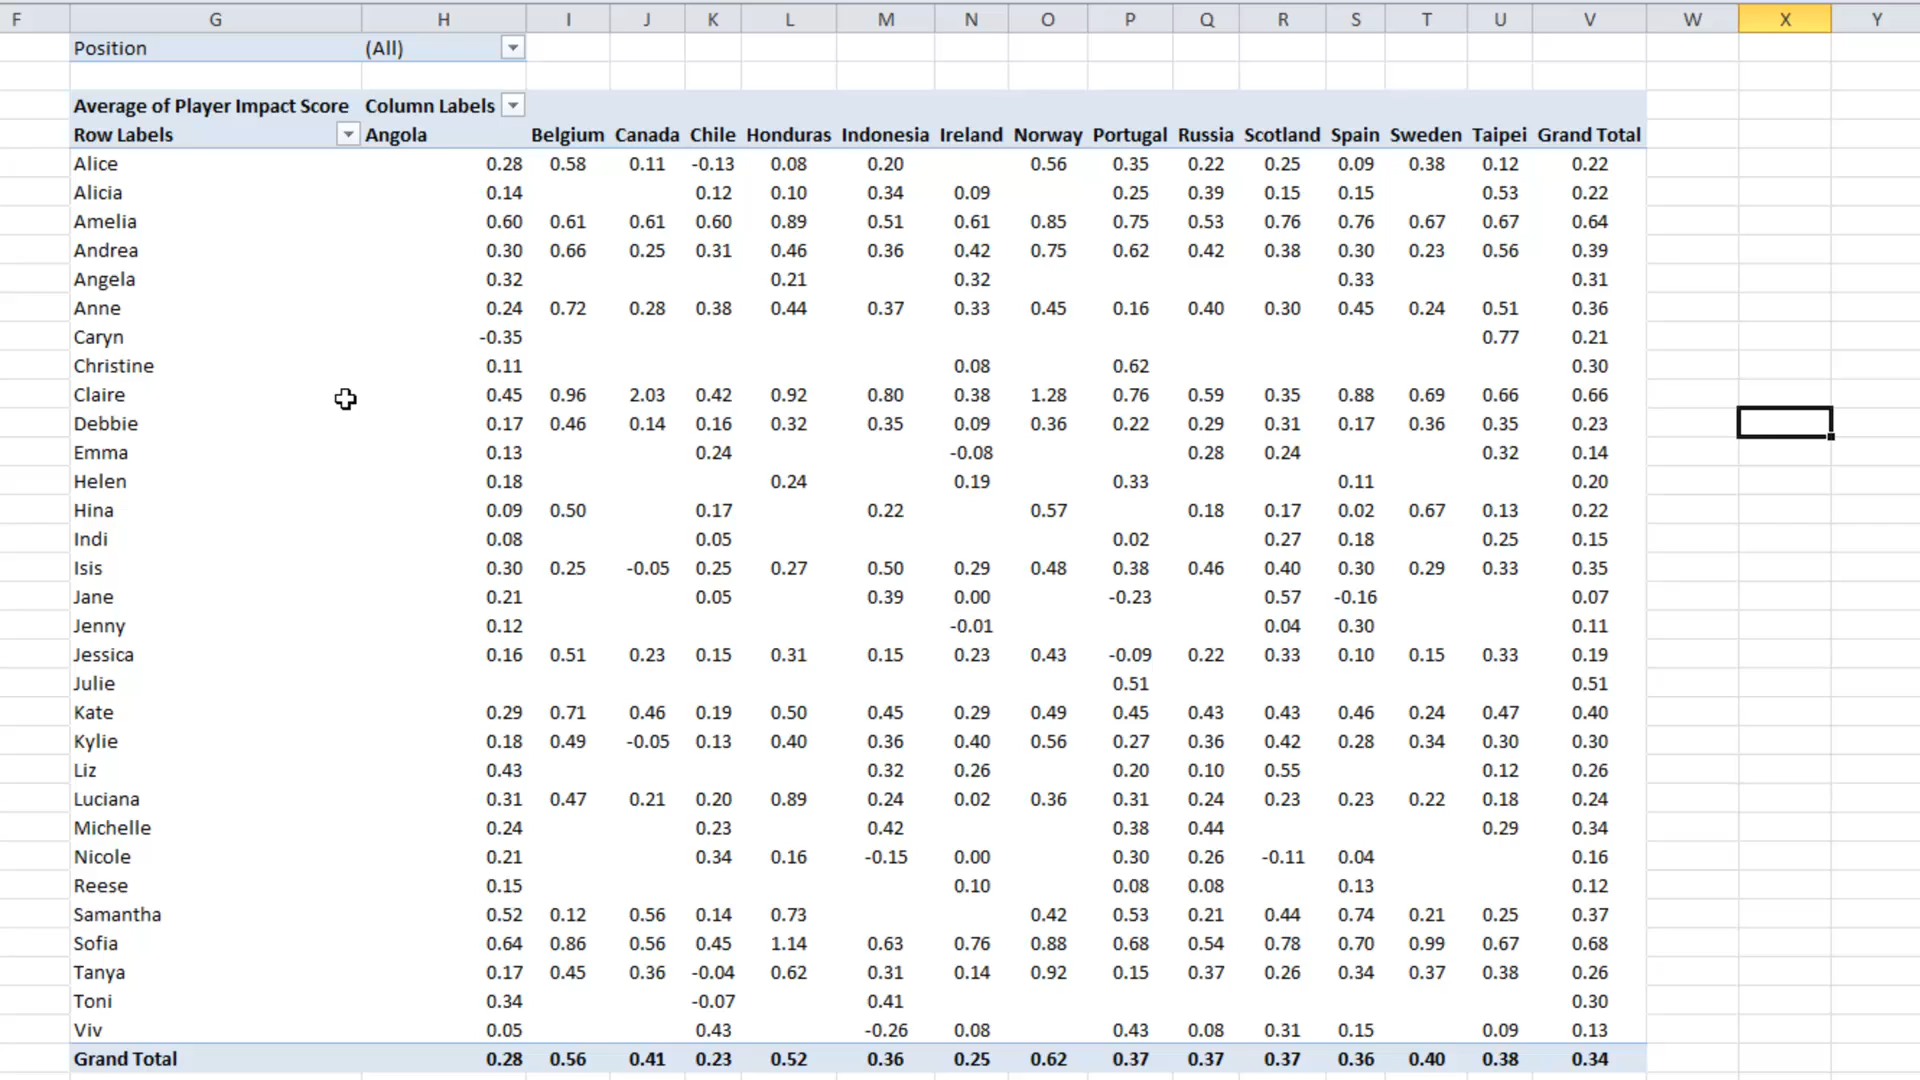 F G H I J K L M N O P Q R S T U V W X Y
Position (All)
Average of Player Impact Score Column Labels
Row Labels Angola Belgium Canada Chile Honduras Indonesia Ireland Norway Portugal Russia Scotland Spain Sweden Taipei Grand Total
Alice 0.28 0.58 0.11 -0.13 0.08 0.20 0.56 0.35 0.22 0.25 0.09 0.38 0.12 0.22
Alicia 0.14 0.12 0.10 0.34 0.09 0.25 0.39 0.15 0.15 0.53 0.22
Amelia 0.60 0.61 0.61 0.60 0.89 0.51 0.61 0.85 0.75 0.53 0.76 0.76 0.67 0.67 0.64
Andrea 0.30 0.66 0.25 0.31 0.46 0.36 0.42 0.75 0.62 0.42 0.38 0.30 0.23 0.56 0.39
Angela 0.32 0.21 0.32 0.33 0.31
Anne 0.24 0.72 0.28 0.38 0.44 0.37 0.33 0.45 0.16 0.40 0.30 0.45 0.24 0.51 0.36
Caryn -0.35 0.77 0.21
Christine 0.11 0.08 0.62 0.30
Claire 0.45 0.96 2.03 0.42 0.92 0.80 0.38 1.28 0.76 0.59 0.35 0.88 0.69 0.66 0.66
Debbie 0.17 0.46 0.14 0.16 0.32 0.35 0.09 0.36 0.22 0.29 0.31 0.17 0.36 0.35 0.23
Emma 0.13 0.24 -0.08 0.28 0.24 0.32 0.14
Helen 0.18 0.24 0.19 0.33 0.11 0.20
Hina 0.09 0.50 0.17 0.22 0.57 0.18 0.17 0.02 0.67 0.13 0.22
Indi 0.08 0.05 0.02 0.27 0.18 0.25 0.15
Isis 0.30 0.25 -0.05 0.25 0.27 0.50 0.29 0.48 0.38 0.46 0.40 0.30 0.29 0.33 0.35
Jane 0.21 0.05 0.39 0.00 -0.23 0.57 -0.16 0.07
Jenny 0.12 -0.01 0.04 0.30 0.11
Jessica 0.16 0.51 0.23 0.15 0.31 0.15 0.23 0.43 -0.09 0.22 0.33 0.10 0.15 0.33 0.19
Julie 0.51 0.51
Kate 0.29 0.71 0.46 0.19 0.50 0.45 0.29 0.49 0.45 0.43 0.43 0.46 0.24 0.47 0.40
Kylie 0.18 0.49 -0.05 0.13 0.40 0.36 0.40 0.56 0.27 0.36 0.42 0.28 0.34 0.30 0.30
Liz 0.43 0.32 0.26 0.20 0.10 0.55 0.12 0.26
Luciana 0.31 0.47 0.21 0.20 0.89 0.24 0.02 0.36 0.31 0.24 0.23 0.23 0.22 0.18 0.24
Michelle 0.24 0.23 0.42 0.38 0.44 0.29 0.34
Nicole 0.21 0.34 0.16 -0.15 0.00 0.30 0.26 -0.11 0.04 0.16
Reese 0.15 0.10 0.08 0.08 0.13 0.12
Samantha 0.52 0.12 0.56 0.14 0.73 0.42 0.53 0.21 0.44 0.74 0.21 0.25 0.37
Sofia 0.64 0.86 0.56 0.45 1.14 0.63 0.76 0.88 0.68 0.54 0.78 0.70 0.99 0.67 0.68
Tanya 0.17 0.45 0.36 -0.04 0.62 0.31 0.14 0.92 0.15 0.37 0.26 0.34 0.37 0.38 0.26
Toni 0.34 -0.07 0.41 0.30
Viv 0.05 0.43 -0.26 0.08 0.43 0.08 0.31 0.15 0.09 0.13
Grand Total 0.28 0.56 0.41 0.23 0.52 0.36 0.25 0.62 0.37 0.37 0.37 0.36 0.40 0.38 0.34